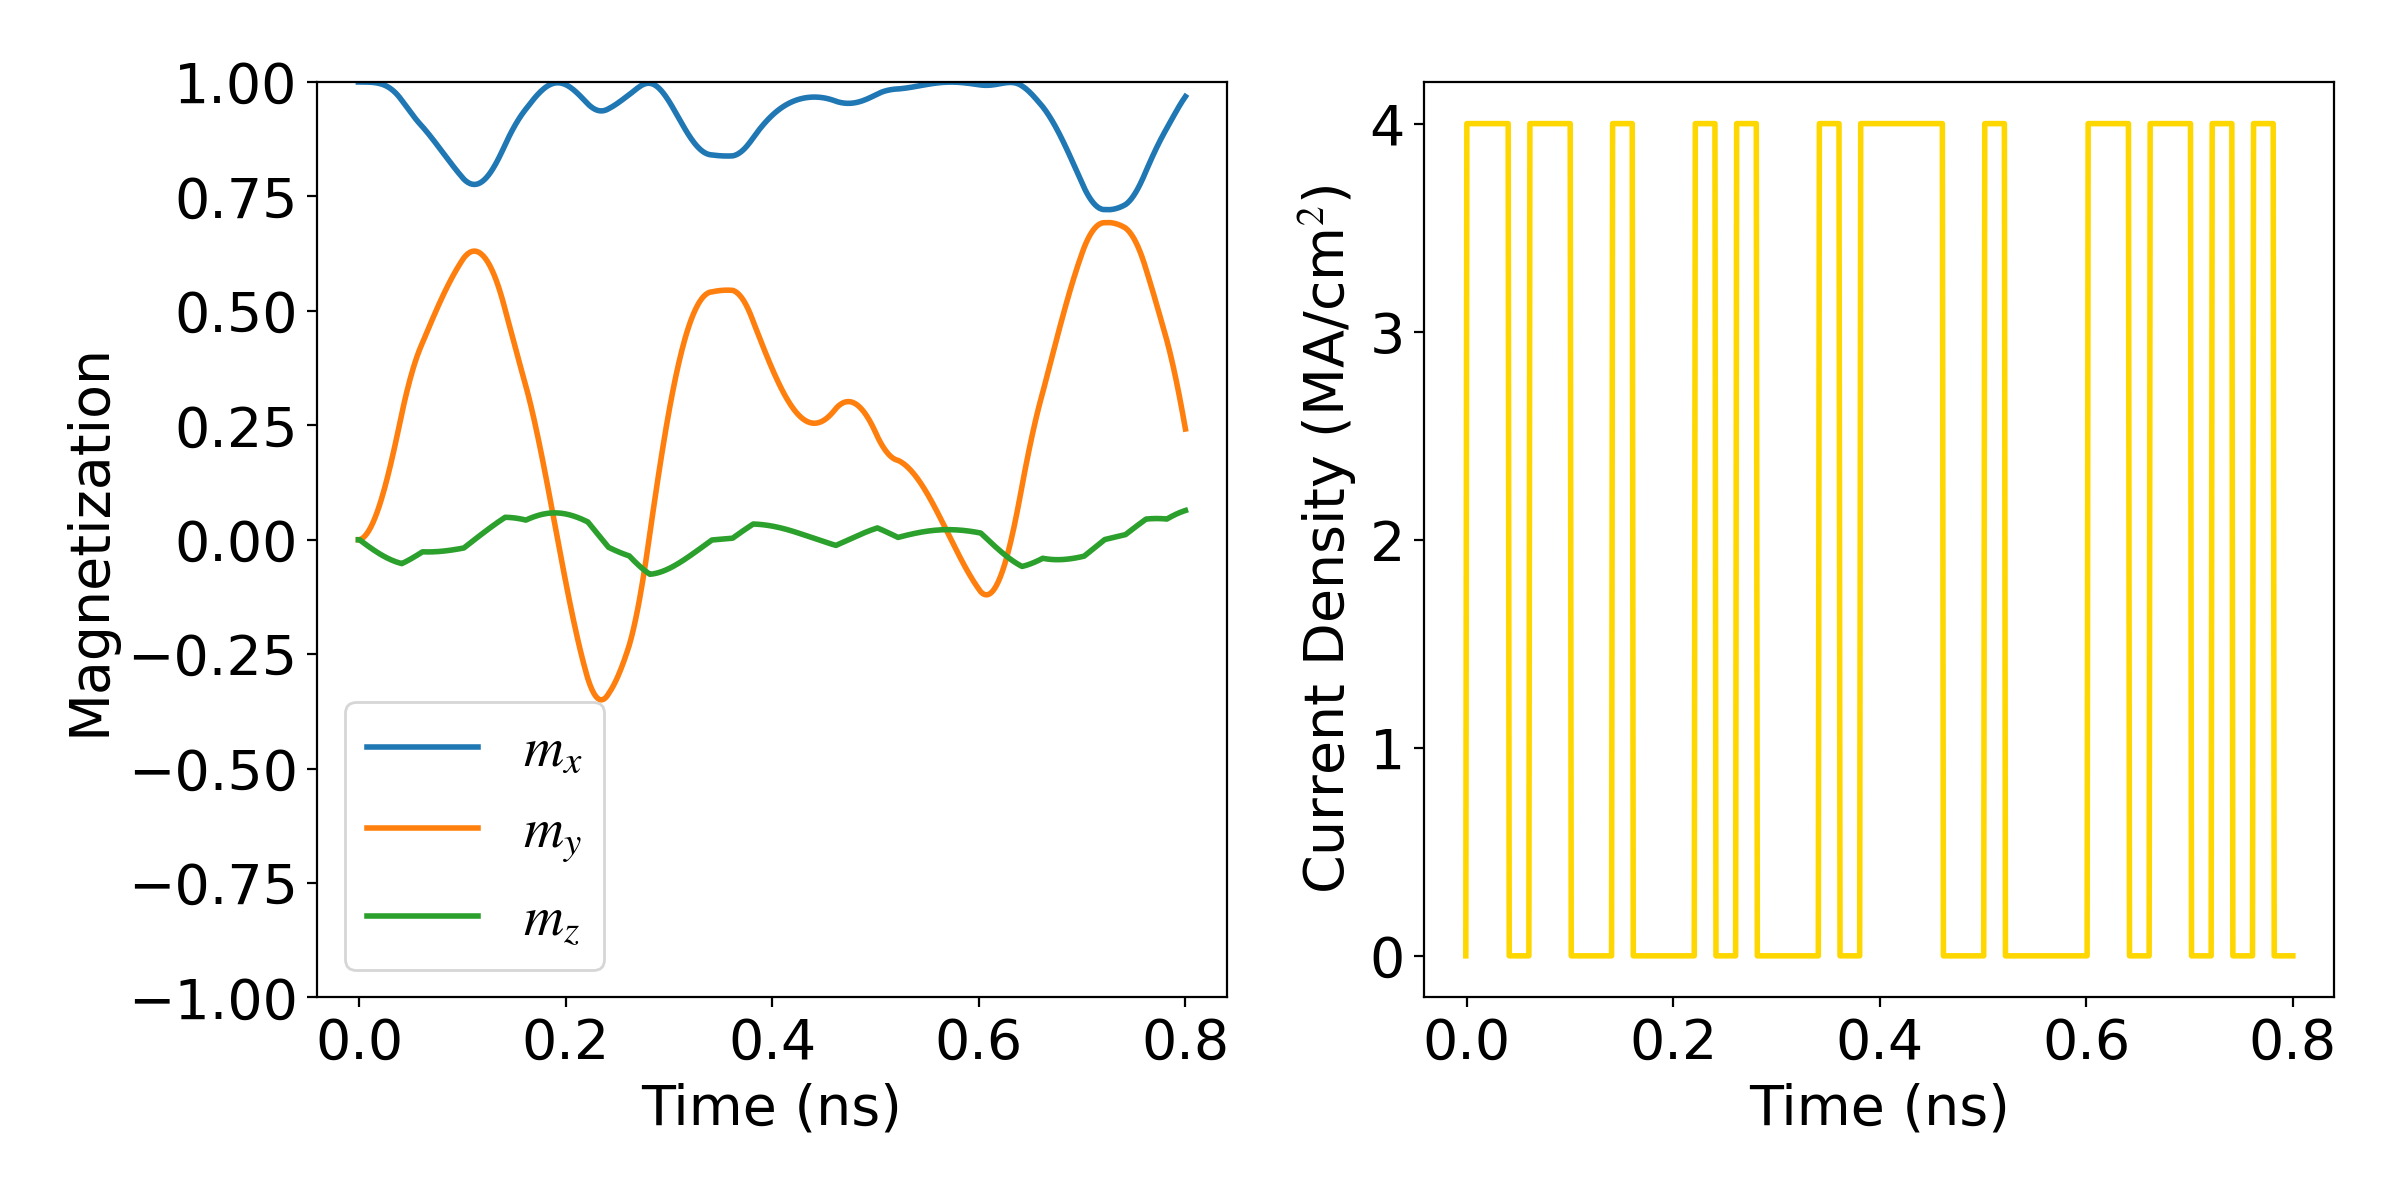 Magnetization
1.00
0.75
0.50
0.25
0.00
−0.25
−0.50
−0.75
−1.00
m_x
m_y
m_z
0.0 0.2 0.4 0.6 0.8
Time (ns)
Current Density (MA/cm²)
4
3
2
1
0
0.0 0.2 0.4 0.6 0.8
Time (ns)